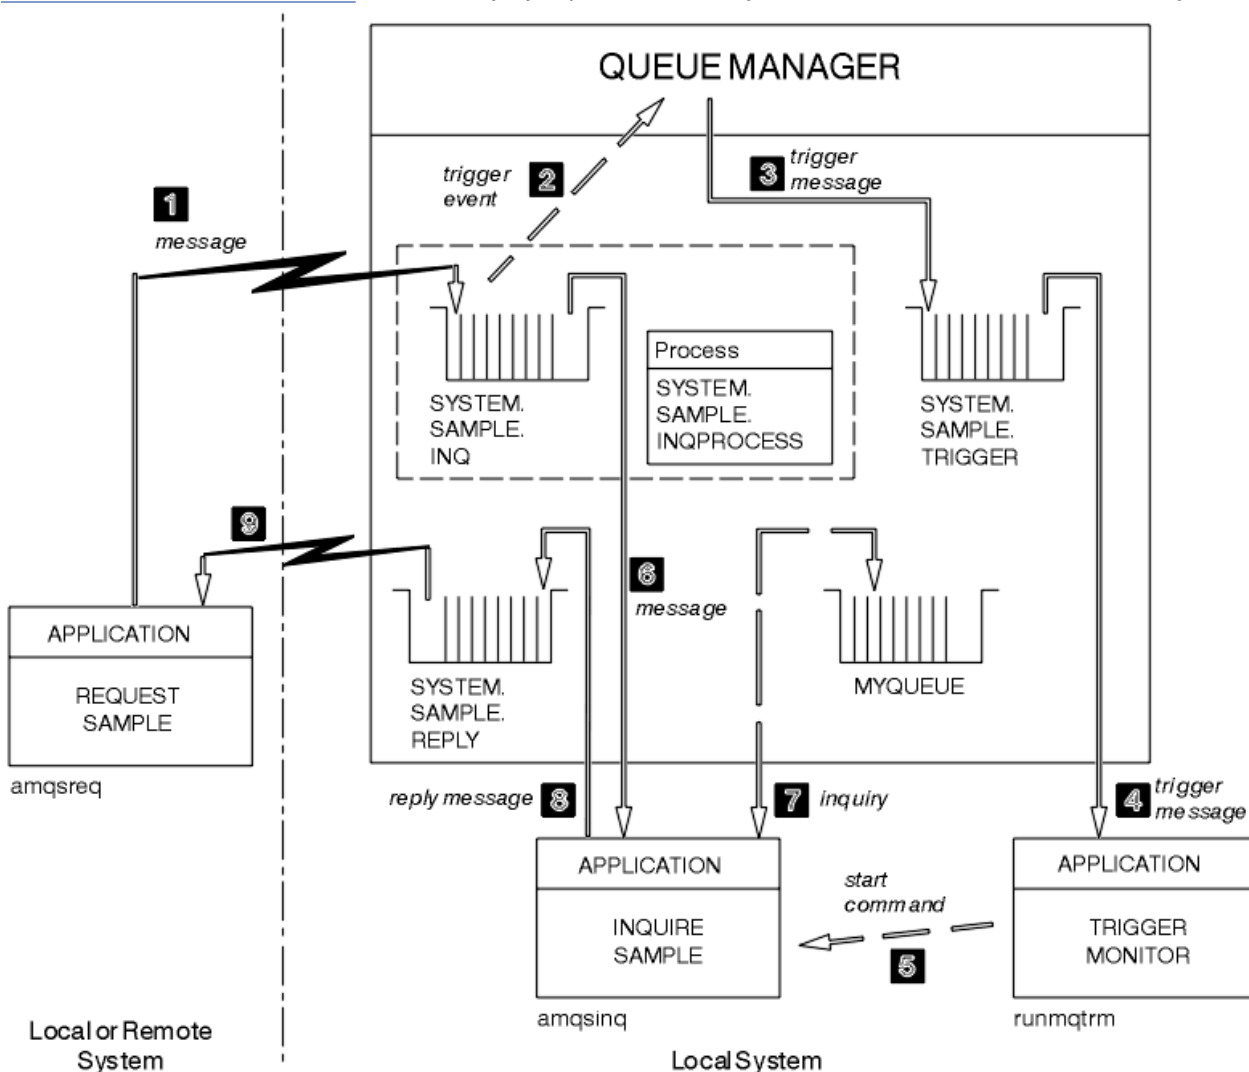 QUEUE MANAGER
trigger
event
2
3
trigger
message
1
message
Process
SYSTEM.
SAMPLE.
INQPROCESS
SYSTEM.
SAMPLE.
INQ
SYSTEM.
SAMPLE.
TRIGGER
9
6
message
APPLICATION
REQUEST
SAMPLE
amqsreq
SYSTEM.
SAMPLE.
REPLY
MYQUEUE
reply message
8
7
inquiry
4
trigger
message
APPLICATION
INQUIRE
SAMPLE
amqsinq
start
command
5
APPLICATION
TRIGGER
MONITOR
runmqtrm
Local or Remote
System
Local System